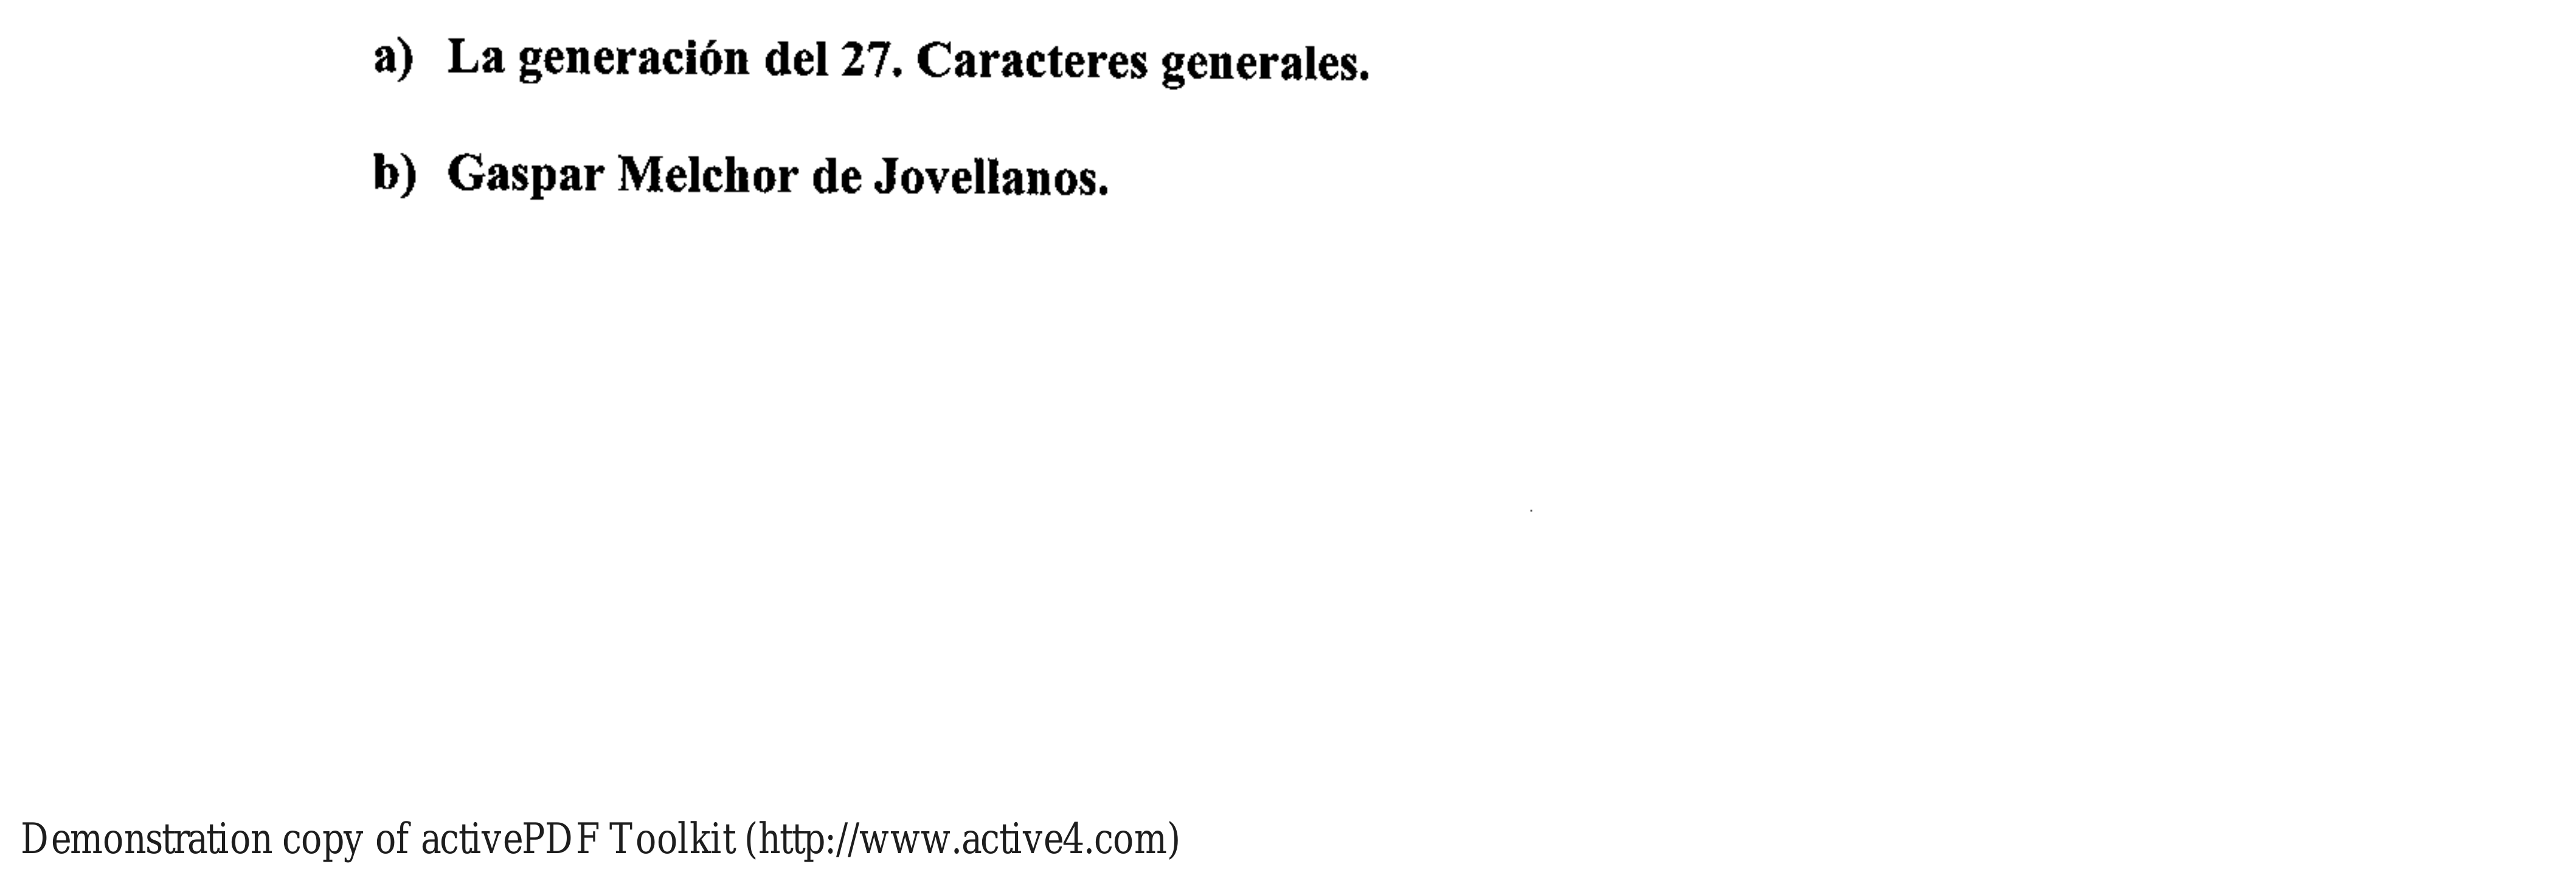 a) La generación del 27. Caracteres generales.
b) Gaspar Melchor de Jovellanos.
Demonstration copy of activePDF Toolkit (http://www.active4.com)